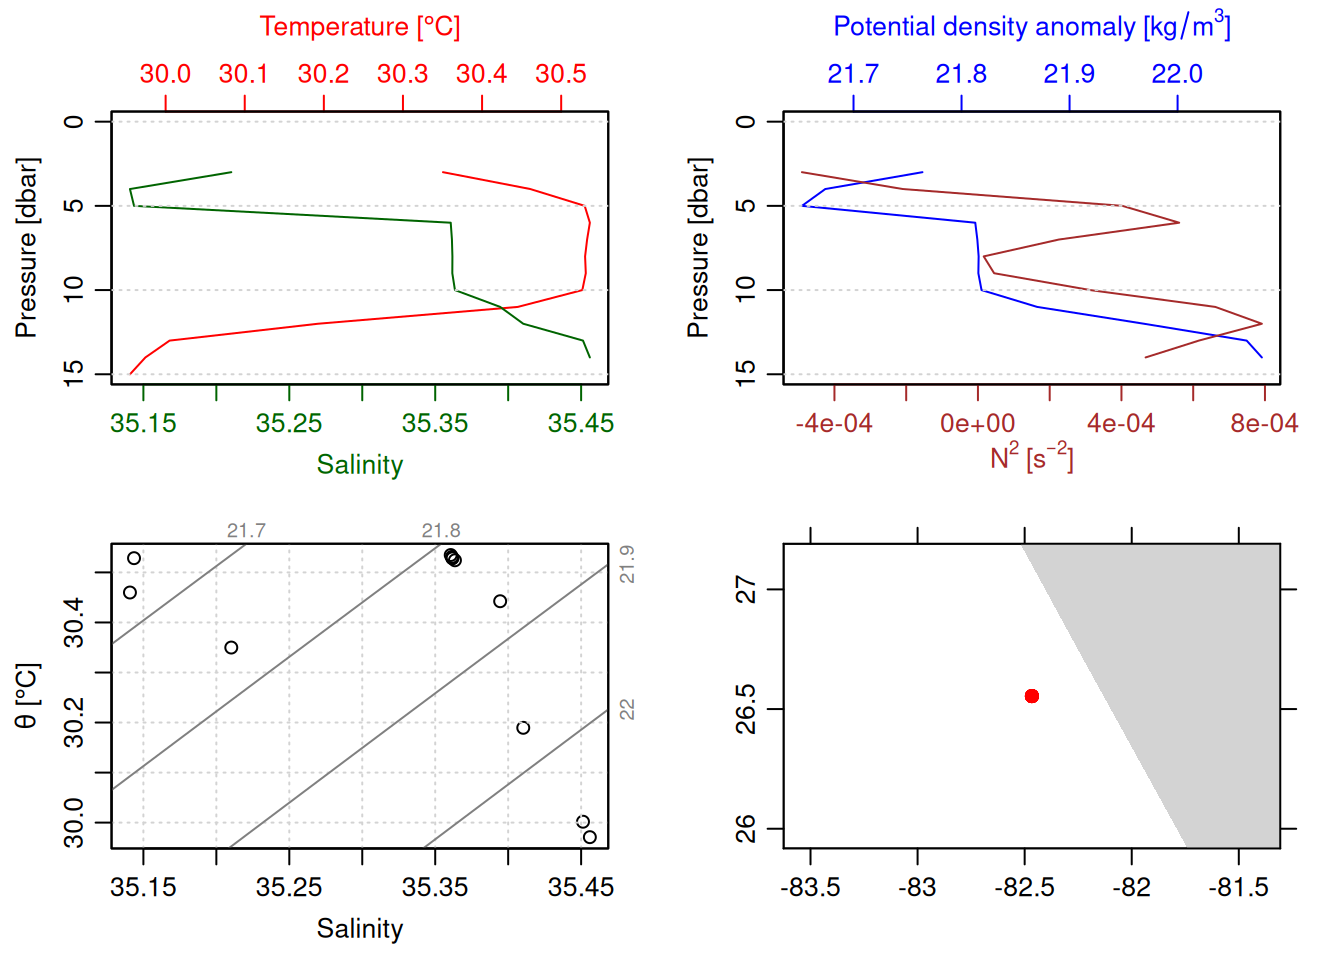 Temperature [°C]
30.0 30.1 30.2 30.3 30.4 30.5
Pressure [dbar]
0
5
10
15
35.15 35.25 35.35 35.45
Salinity
Potential density anomaly [kg/m³]
21.7 21.8 21.9 22.0
Pressure [dbar]
0
5
10
15
-4e-04 0e+00 4e-04 8e-04
N² [s⁻²]
21.7 21.8
21.9
22
θ [°C]
30.4
30.2
30.0
35.15 35.25 35.35 35.45
Salinity
27
26.5
26
-83.5 -83 -82.5 -82 -81.5